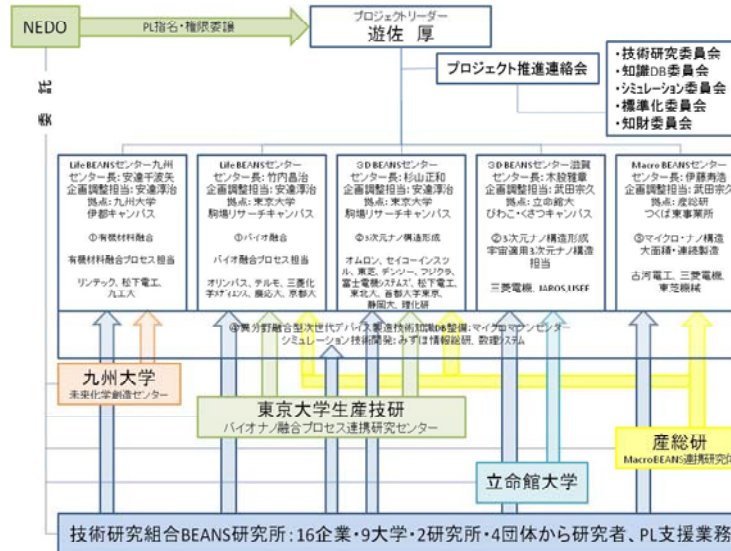 NEDO
PL指名・権限委譲
プロジェクトリーダー
遊佐 厚
委託
プロジェクト推進連絡会
・技術研究委員会
・知識DB委員会
・シミュレーション委員会
・標準化委員会
・知財委員会
Life BEANSセンター九州
センター長:安達千波矢
企画調整担当:安達淳治
拠点:九州大学
伊都キャンパス
①有機材料融合
有機材料融合プロセス担当
リンテック、松下電工、
九工大
Life BEANSセンター
センター長:竹内昌治
企画調整担当:安達淳治
拠点:東京大学
駒場リサーチキャンパス
①バイオ融合
バイオ融合プロセス担当
オリンパス、テルモ、三菱化
学サイエンス、慶応大、京都大
3D BEANSセンター
センター長:杉山正和
企画調整担当:安達淳治
拠点:東京大学
駒場リサーチキャンパス
②3次元ナノ構造形成
オムロン、セイコーインスツ
ル、東芝、デンソー、フジクラ、
富士電機システムズ、松下電工、
東北大、首都大学東京、
静岡大、理化研
3D BEANSセンター滋賀
センター長:木股雅章
企画調整担当:武田宗久
拠点:立命館大
びわこ・くさつキャンパス
②3次元ナノ構造形成
宇宙適用3次元ナノ構造
担当
三菱電機、JAROS,USEF
Macro BEANSセンター
センター長:伊藤寿浩
企画調整担当:武田宗久
拠点:産総研
つくば東事業所
③マイクロ・ナノ構造
大面積・連続製造
古河電工、三菱電機、
東芝機械
④異分野融合型次世代デバイス製造技術知識DB整備:マイクロマシンセンター
シミュレーション技術開発:みずほ情報総研、数理システム
九州大学
未来化学創造センター
東京大学生産技研
バイオナノ融合プロセス連携研究センター
立命館大学
産総研
MacroBEANS連携研究体
技術研究組合BEANS研究所:16企業・9大学・2研究所・4団体から研究者、PL支援業務